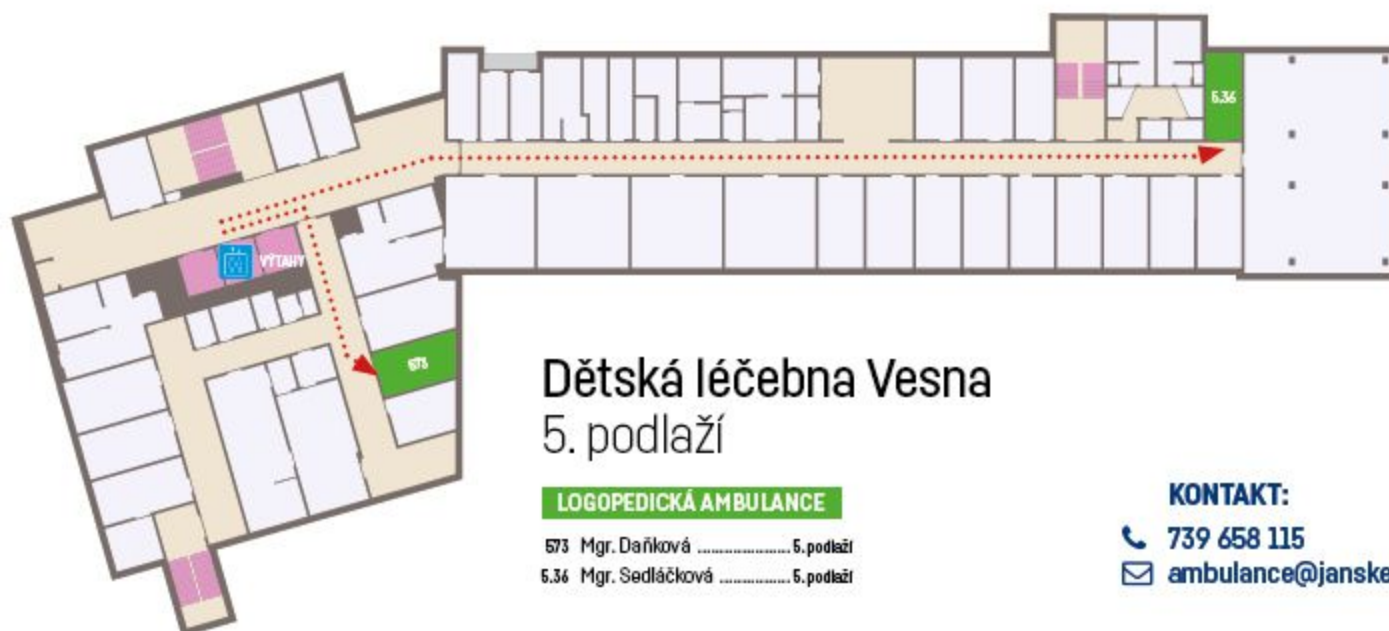 5.36
VÝTAHY
573
Dětská léčebna Vesna
5. podlaží
LOGOPEDICKÁ AMBULANCE
573 Mgr. Daňková ........................ 5. podlaží
5.36 Mgr. Sedláčková .................. 5. podlaží
KONTAKT:
739 658 115
ambulance@janske